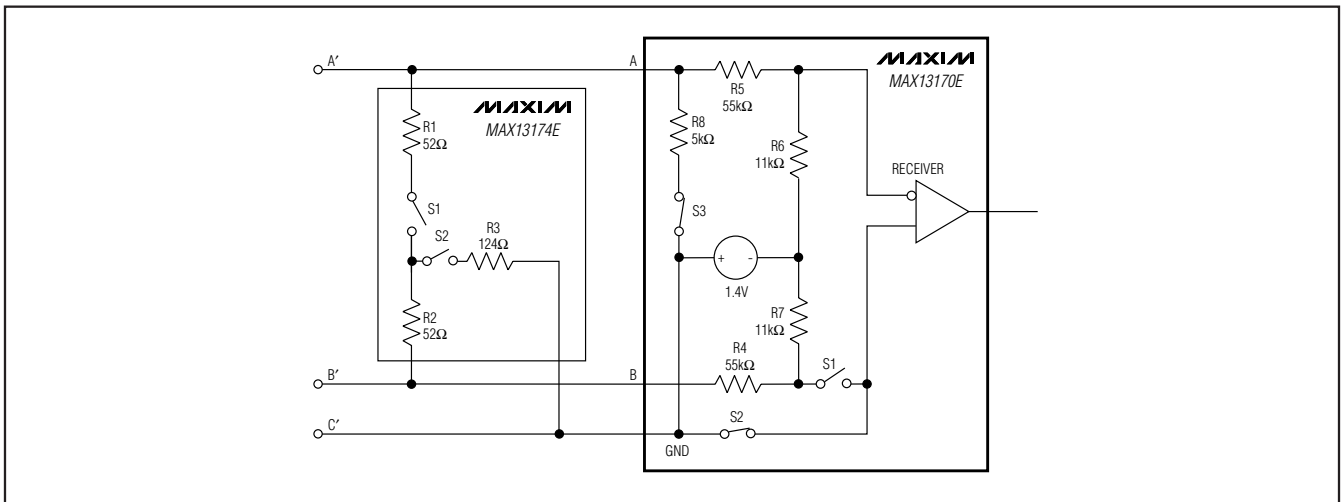 A′
A
MAXIM
MAX13170E
R5
55kΩ
MAXIM
MAX13174E
R1
52Ω
R8
5kΩ
R6
11kΩ
RECEIVER
S1
S3
S2
R3
124Ω
+ -
1.4V
R2
52Ω
R7
11kΩ
R4
55kΩ
S1
B′
B
S2
C′
GND